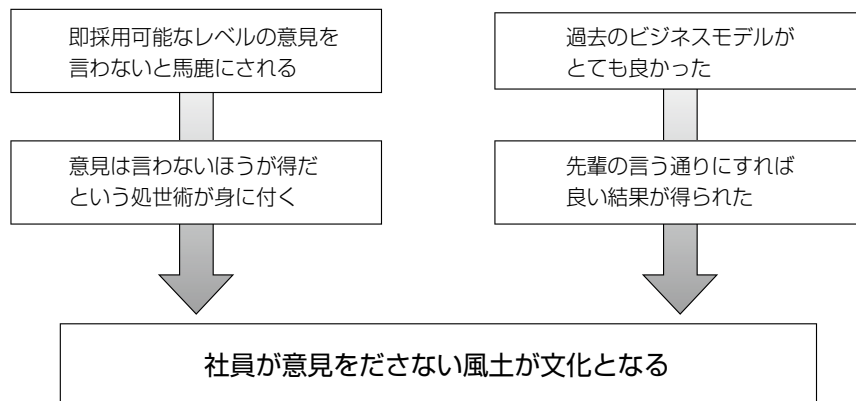 即採用可能なレベルの意見を
言わないと馬鹿にされる
意見は言わないほうが得だ
という処世術が身に付く
過去のビジネスモデルが
とても良かった
先輩の言う通りにすれば
良い結果が得られた
社員が意見をださない風土が文化となる